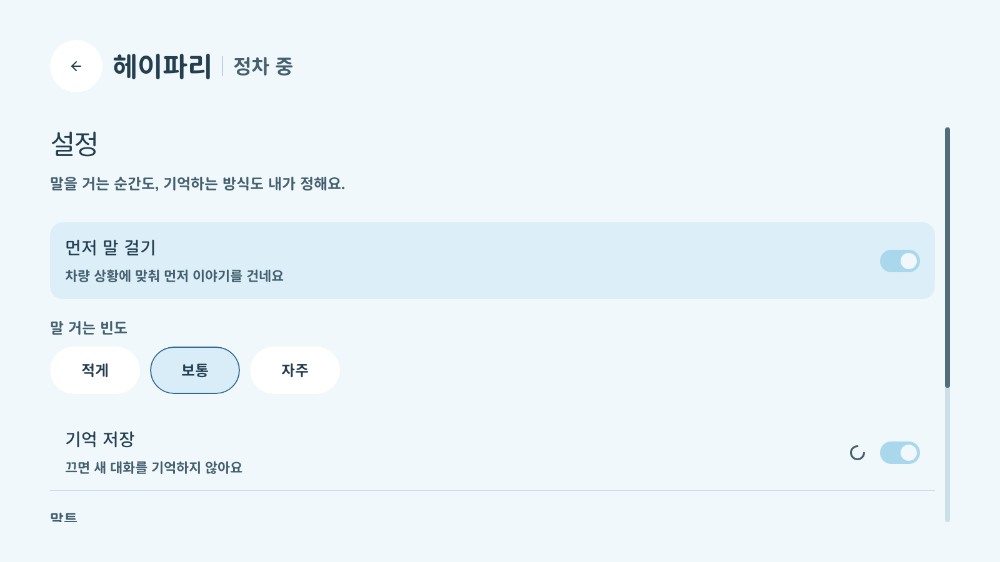 헤이파리
정차 중
설정
말을 거는 순간도, 기억하는 방식도 내가 정해요.
먼저 말 걸기
차량 상황에 맞춰 먼저 이야기를 건네요
말 거는 빈도
적게
보통
자주
기억 저장
끄면 새 대화를 기억하지 않아요
말투